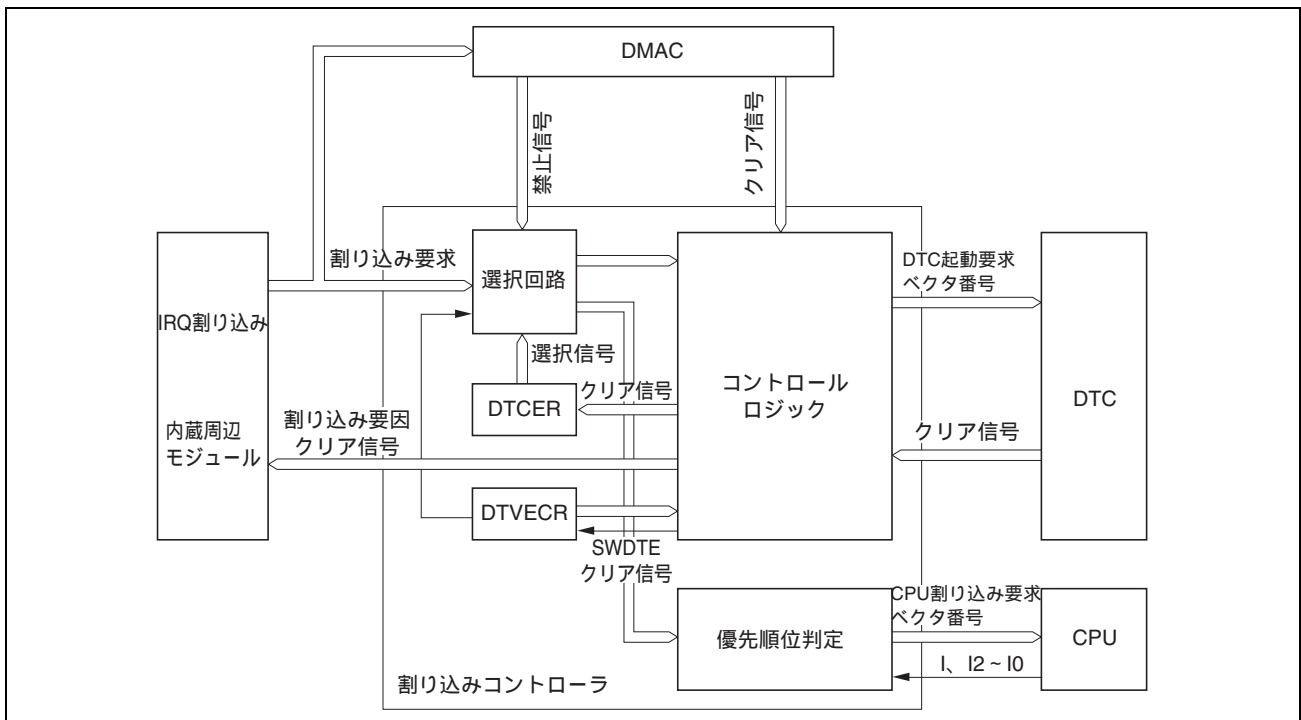 DMAC
禁止信号
クリア信号
割り込み要求
選択回路
DTC起動要求
ベクタ番号
IRQ割り込み
選択信号
コントロール
ロジック
DTCER
クリア信号
DTC
内蔵周辺
モジュール
割り込み要因
クリア信号
クリア信号
DTVECR
SWDTE
クリア信号
CPU割り込み要求
ベクタ番号
優先順位判定
CPU
I、I2~I0
割り込みコントローラ